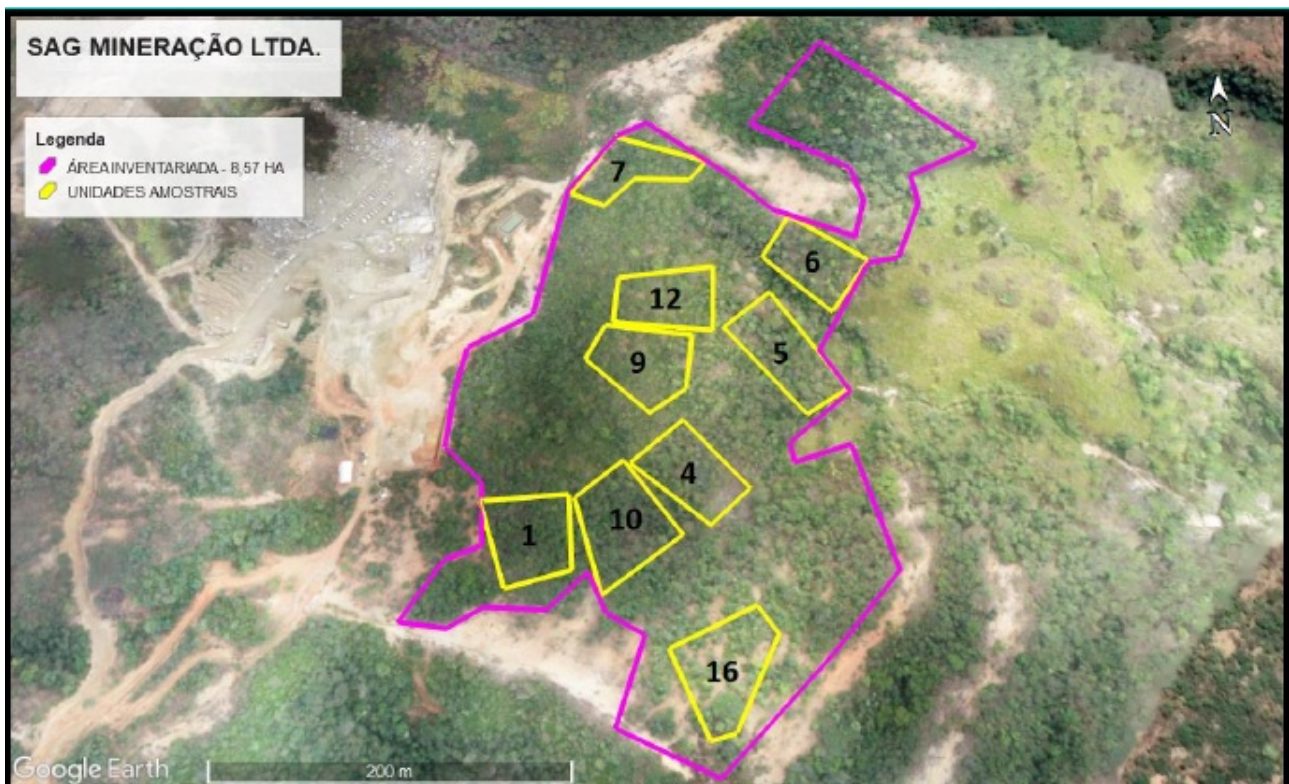 SAG MINERAÇÃO LTDA.
Legenda
ÁREA INVENTARIADA - 8,57 HA
UNIDADES AMOSTRAIS
N
7
6
12
5
9
4
10
1
16
Google Earth
200 m